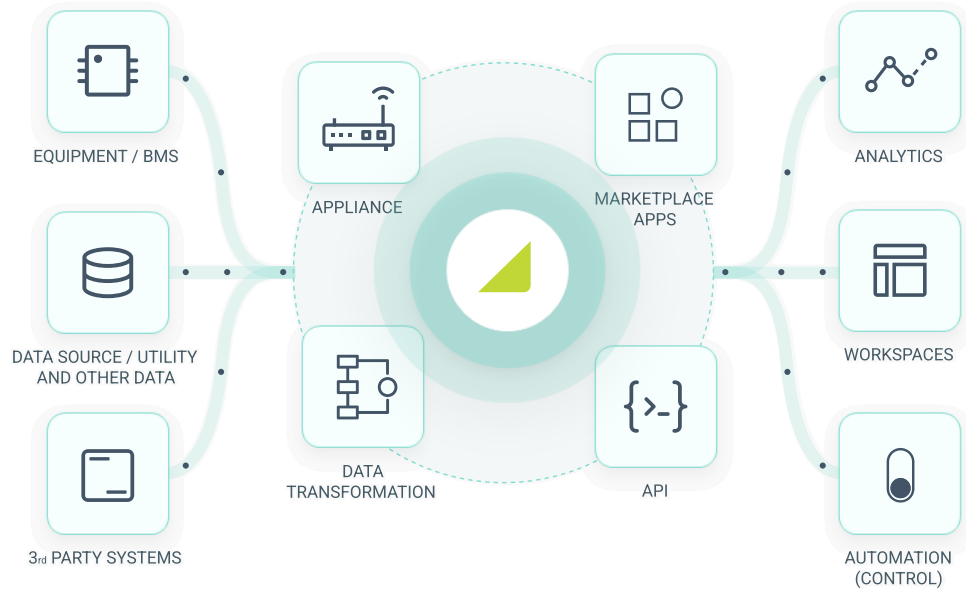 EQUIPMENT / BMS
DATA SOURCE / UTILITY
AND OTHER DATA
3rd PARTY SYSTEMS
APPLIANCE
DATA
TRANSFORMATION
MARKETPLACE
APPS
API
ANALYTICS
WORKSPACES
AUTOMATION
(CONTROL)